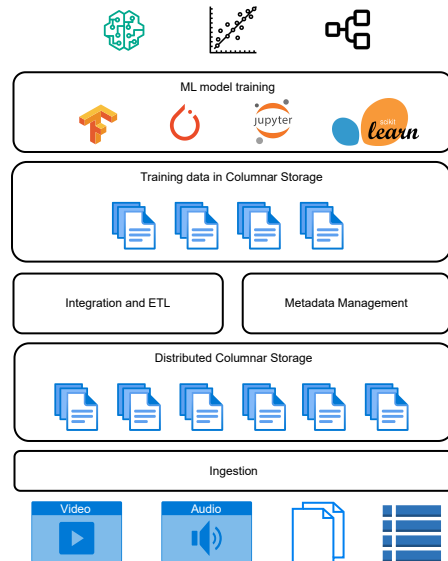 ML model training
jupyter
scikit
learn
Training data in Columnar Storage
Integration and ETL
Metadata Management
Distributed Columnar Storage
Ingestion
Video
Audio